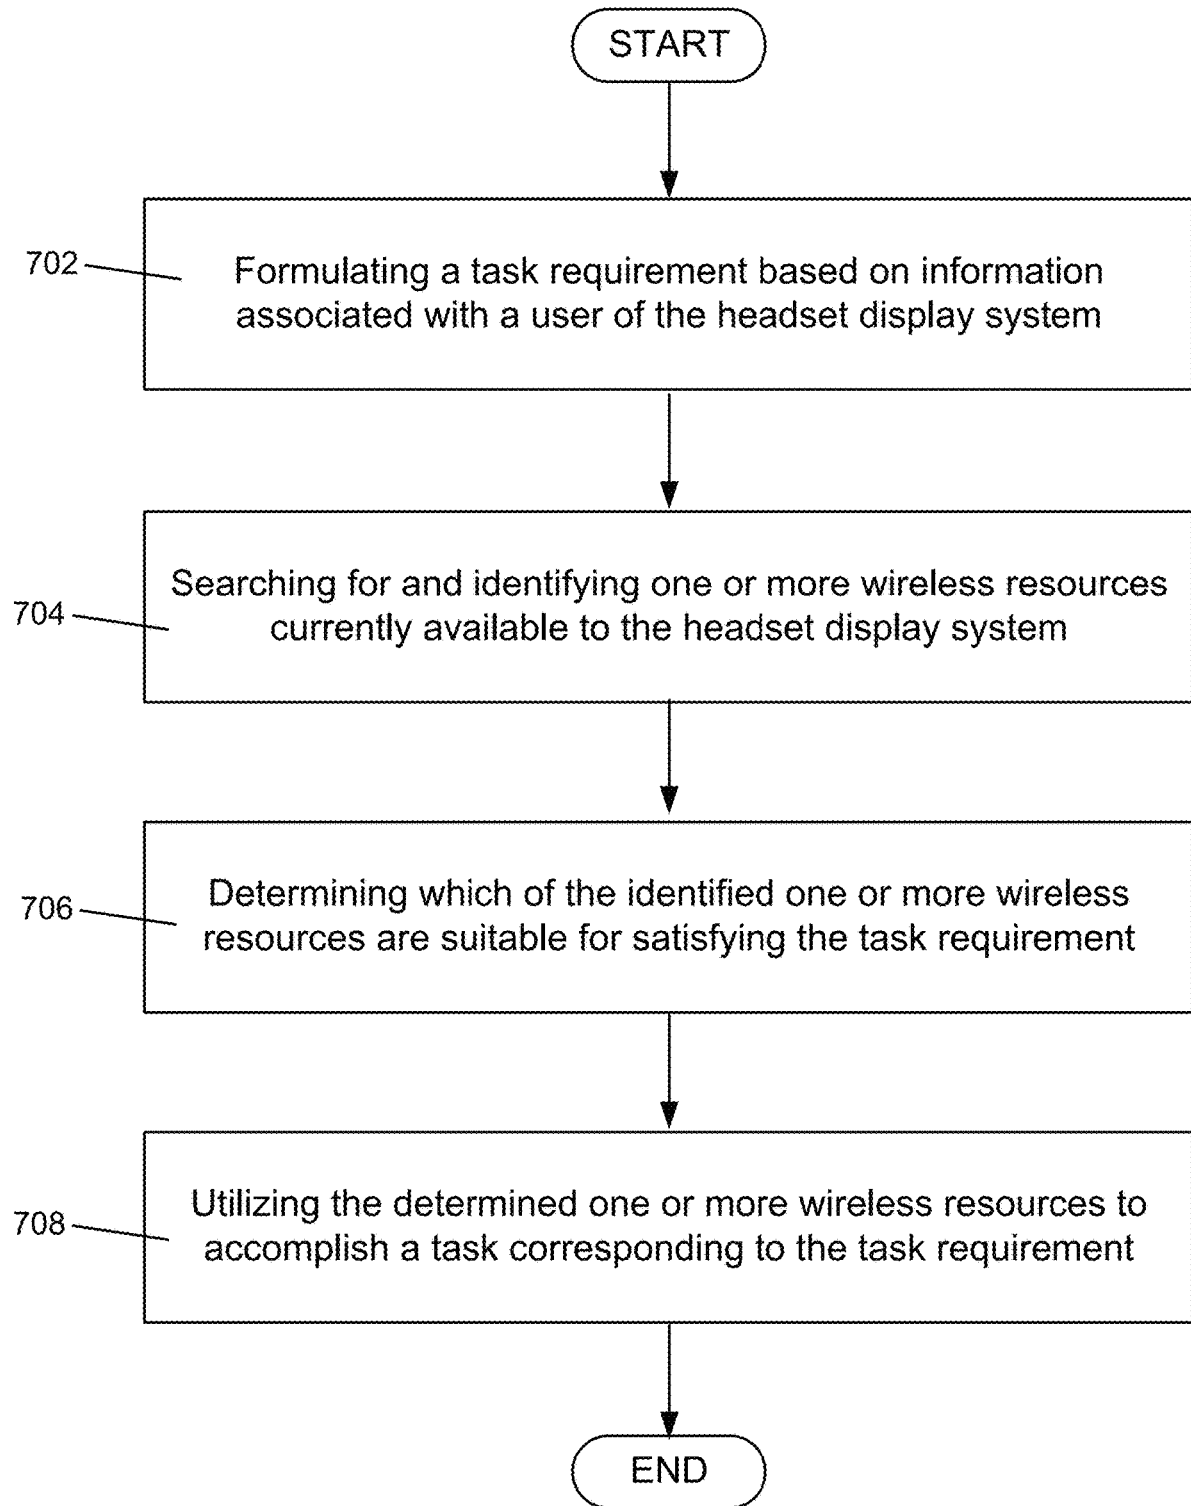 START
702
Formulating a task requirement based on information
associated with a user of the headset display system
704
Searching for and identifying one or more wireless resources
currently available to the headset display system
706
Determining which of the identified one or more wireless
resources are suitable for satisfying the task requirement
708
Utilizing the determined one or more wireless resources to
accomplish a task corresponding to the task requirement
END